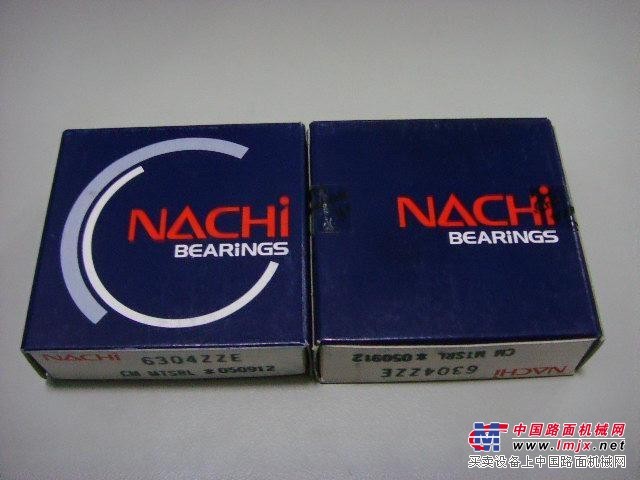 NACHi
BEARiNGS
NACHi 6304ZZE
CM MTSRL *050912
NACHi
BEARiNGS
NACHi 6304ZZE
CM MTSRL *050912
中国路面机械网
www.lmjx.net
买卖设备上中国路面机械网